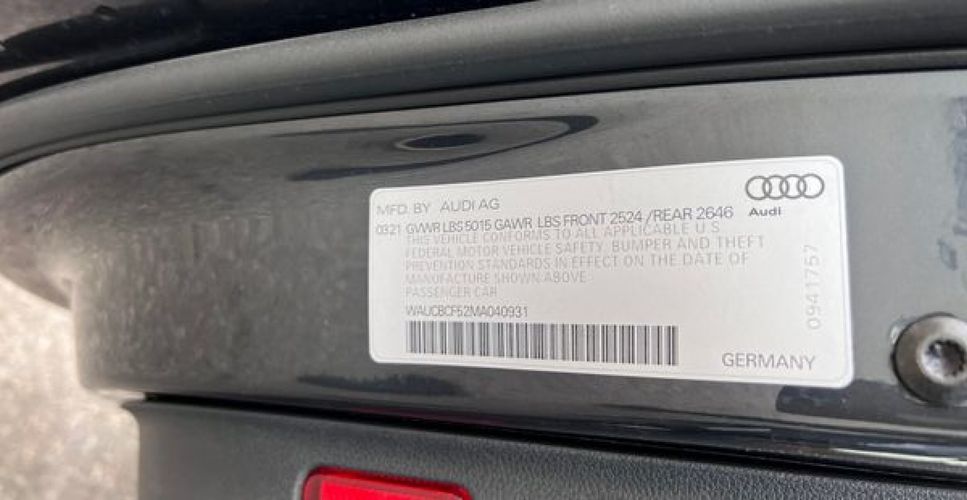 MFD. BY AUDI AG
Audi
0321 GVWR LBS 5015 GAWR LBS FRONT 2524 /REAR 2646
THIS VEHICLE CONFORMS TO ALL APPLICABLE U.S
FEDERAL MOTOR VEHICLE SAFETY, BUMPER AND THEFT
PREVENTION STANDARDS IN EFFECT ON THE DATE OF
MANUFACTURE SHOWN ABOVE.
PASSENGER CAR
WAUCBCF52MA040931
0941757
GERMANY